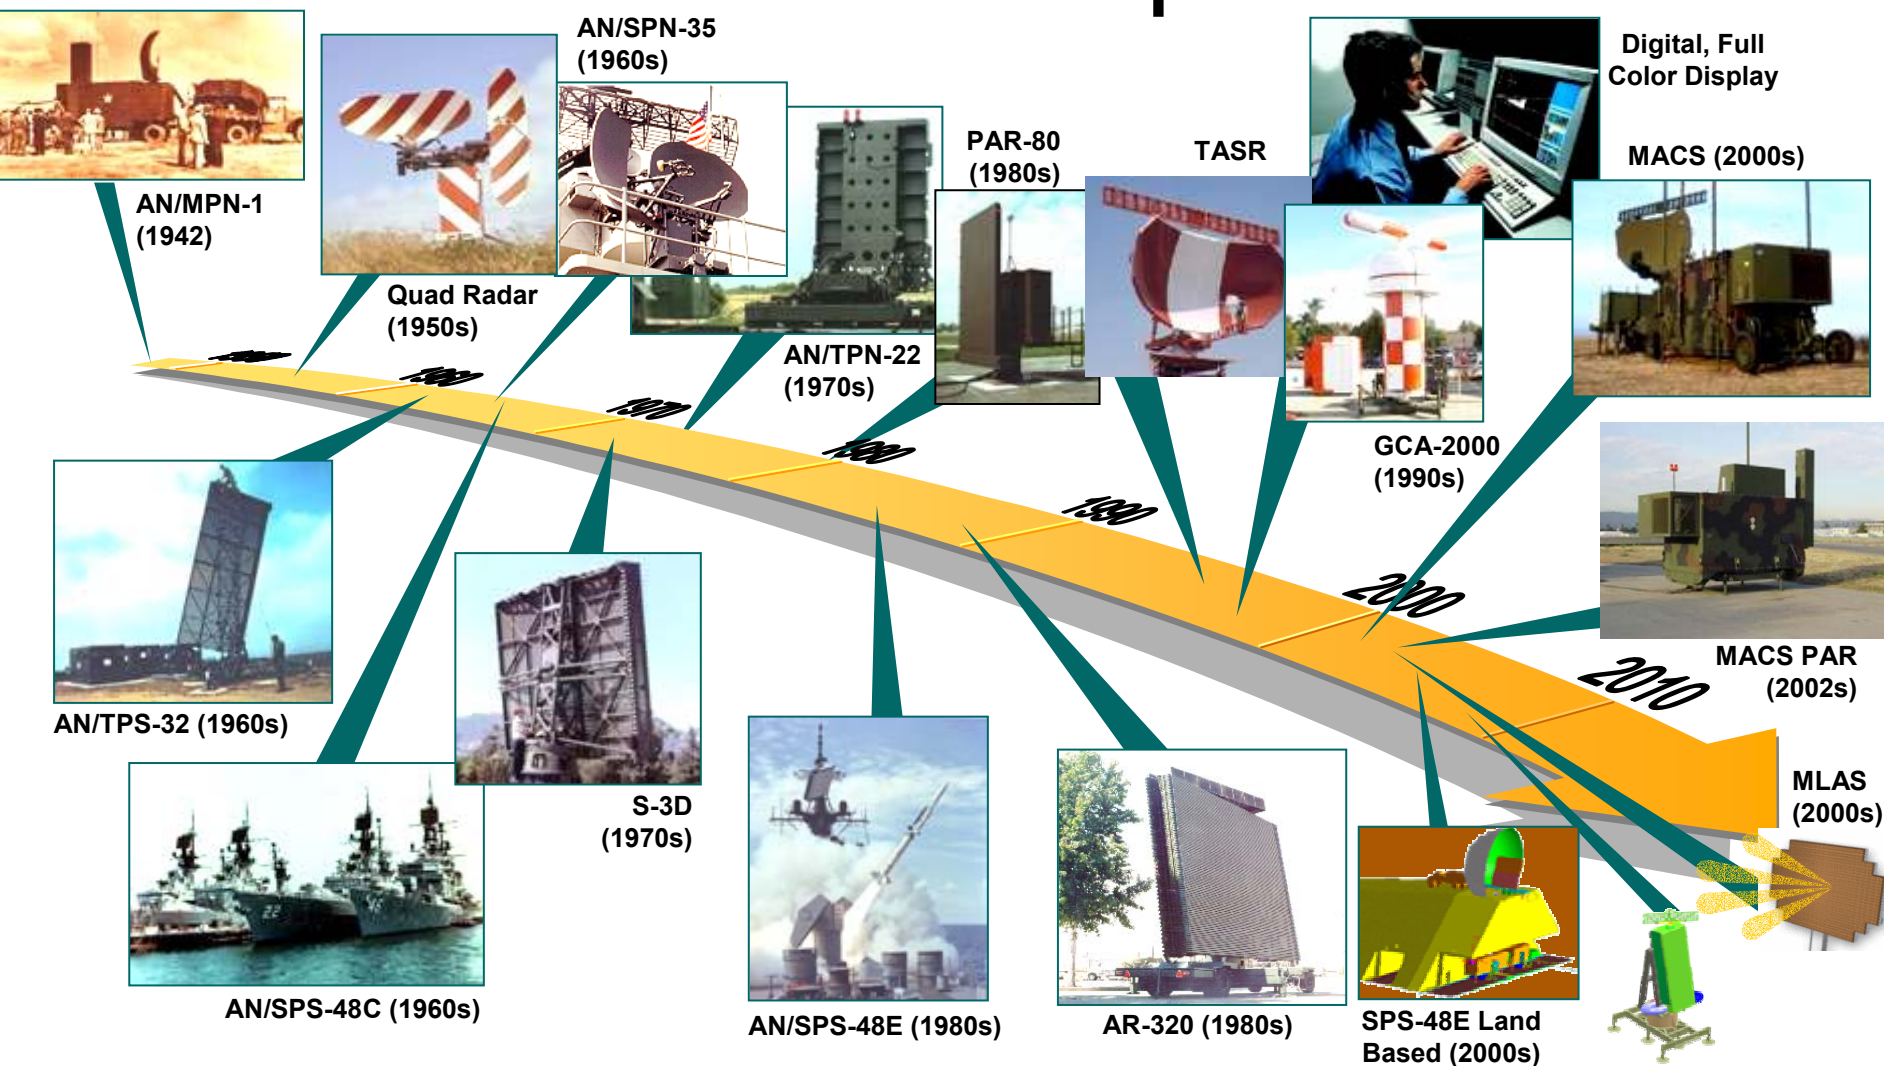 AN/SPN-35
(1960s)
Digital, Full
Color Display
PAR-80
(1980s)
TASR
MACS (2000s)
AN/MPN-1
(1942)
Quad Radar
(1950s)
AN/TPN-22
(1970s)
1960
1970
1980
1990
2000
2010
GCA-2000
(1990s)
MACS PAR
(2002s)
AN/TPS-32 (1960s)
S-3D
(1970s)
MLAS
(2000s)
AN/SPS-48C (1960s)
AN/SPS-48E (1980s)
AR-320 (1980s)
SPS-48E Land
Based (2000s)